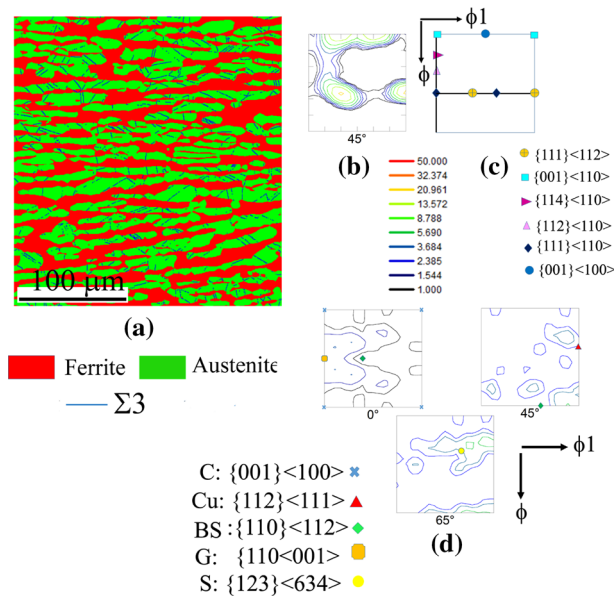 ϕ1
ϕ
45°
(b)
(c)
{111}<112>
{001}<110>
{114}<110>
{112}<110>
{111}<110>
{001}<100>
50.000
32.374
20.961
13.572
8.788
5.690
3.684
2.385
1.544
1.000
100 µm
(a)
Ferrite
Austenite
Σ3
0°
45°
65°
ϕ1
ϕ
(d)
C: {001}<100>
Cu: {112}<111>
BS :{110}<112>
G: {110<001>
S: {123}<634>